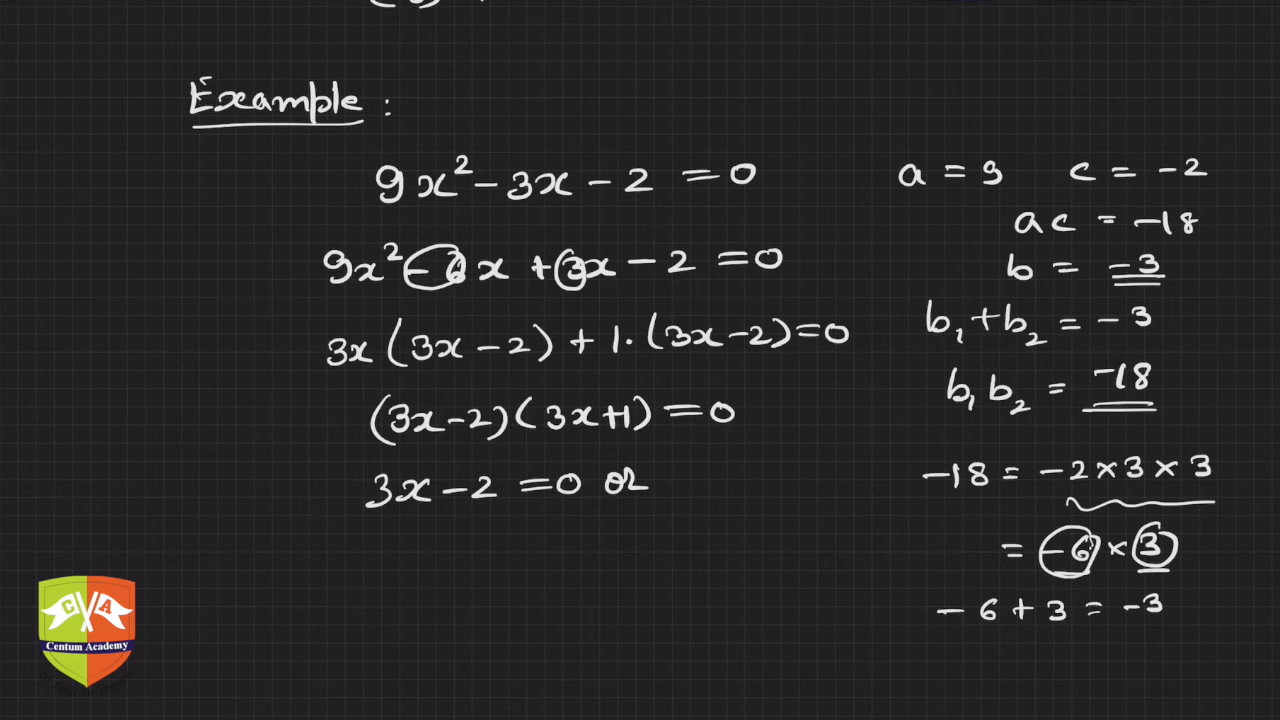 Example :
9x² - 3x - 2 = 0
9x² - 6x + 3x - 2 = 0
3x (3x - 2) + 1. (3x - 2) = 0
(3x - 2) (3x + 1) = 0
3x - 2 = 0 or
a = 9 c = -2
ac = -18
b = -3
b₁ + b₂ = -3
b₁ b₂ = -18
-18 = -2 × 3 × 3
= -6 × 3
- 6 + 3 = -3
C A
Centum Academy